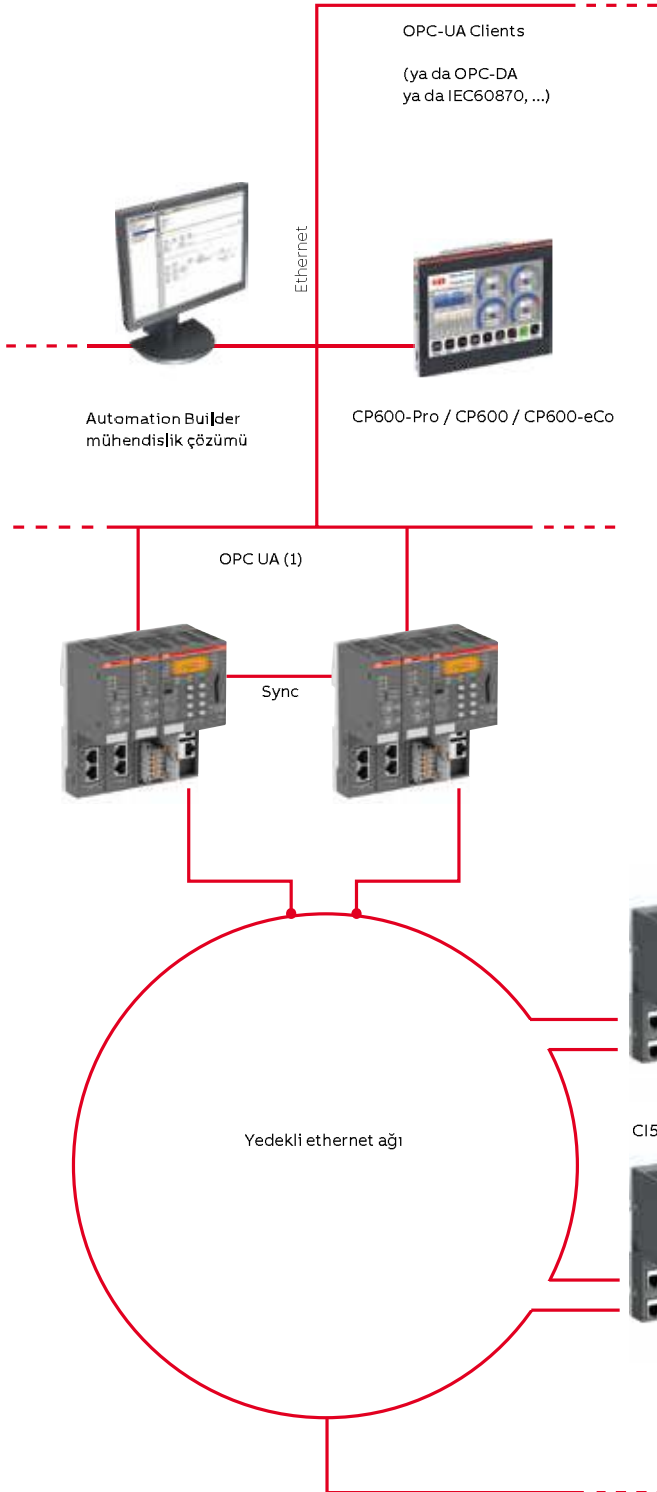 OPC-UA Clients
(ya da OPC-DA
ya da IEC60870, ...)
Ethernet
Automation Builder
mühendislik çözümü
CP600-Pro / CP600 / CP600-eCo
OPC UA (1)
Sync
Yedekli ethernet ağı
CI5